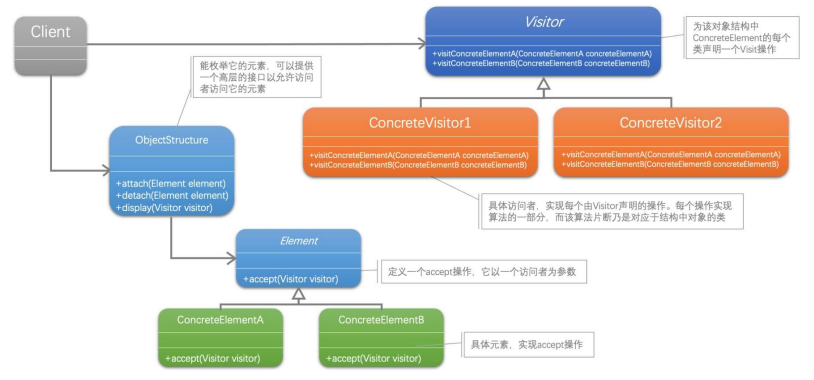 Client
Visitor
+visitConcreteElementA(ConcreteElementA concreteElementA)
+visitConcreteElementB(ConcreteElementB concreteElementB)
为该对象结构中
ConcreteElement的每个
类声明一个Visit操作
能枚举它的元素，可以提供
一个高层的接口以允许访问
者访问它的元素
ConcreteVisitor1
+visitConcreteElementA(ConcreteElementA concreteElementA)
+visitConcreteElementB(ConcreteElementB concreteElementB)
ConcreteVisitor2
+visitConcreteElementA(ConcreteElementA concreteElementA)
+visitConcreteElementB(ConcreteElementB concreteElementB)
ObjectStructure
+attach(Element element)
+detach(Element element)
+display(Visitor visitor)
具体访问者，实现每个由Visitor声明的操作。每个操作实现
算法的一部分，而该算法片断乃是对应于结构中对象的类
Element
+accept(Visitor visitor)
定义一个accept操作，它以一个访问者为参数
ConcreteElementA
+accept(Visitor visitor)
ConcreteElementB
+accept(Visitor visitor)
具体元素，实现accept操作